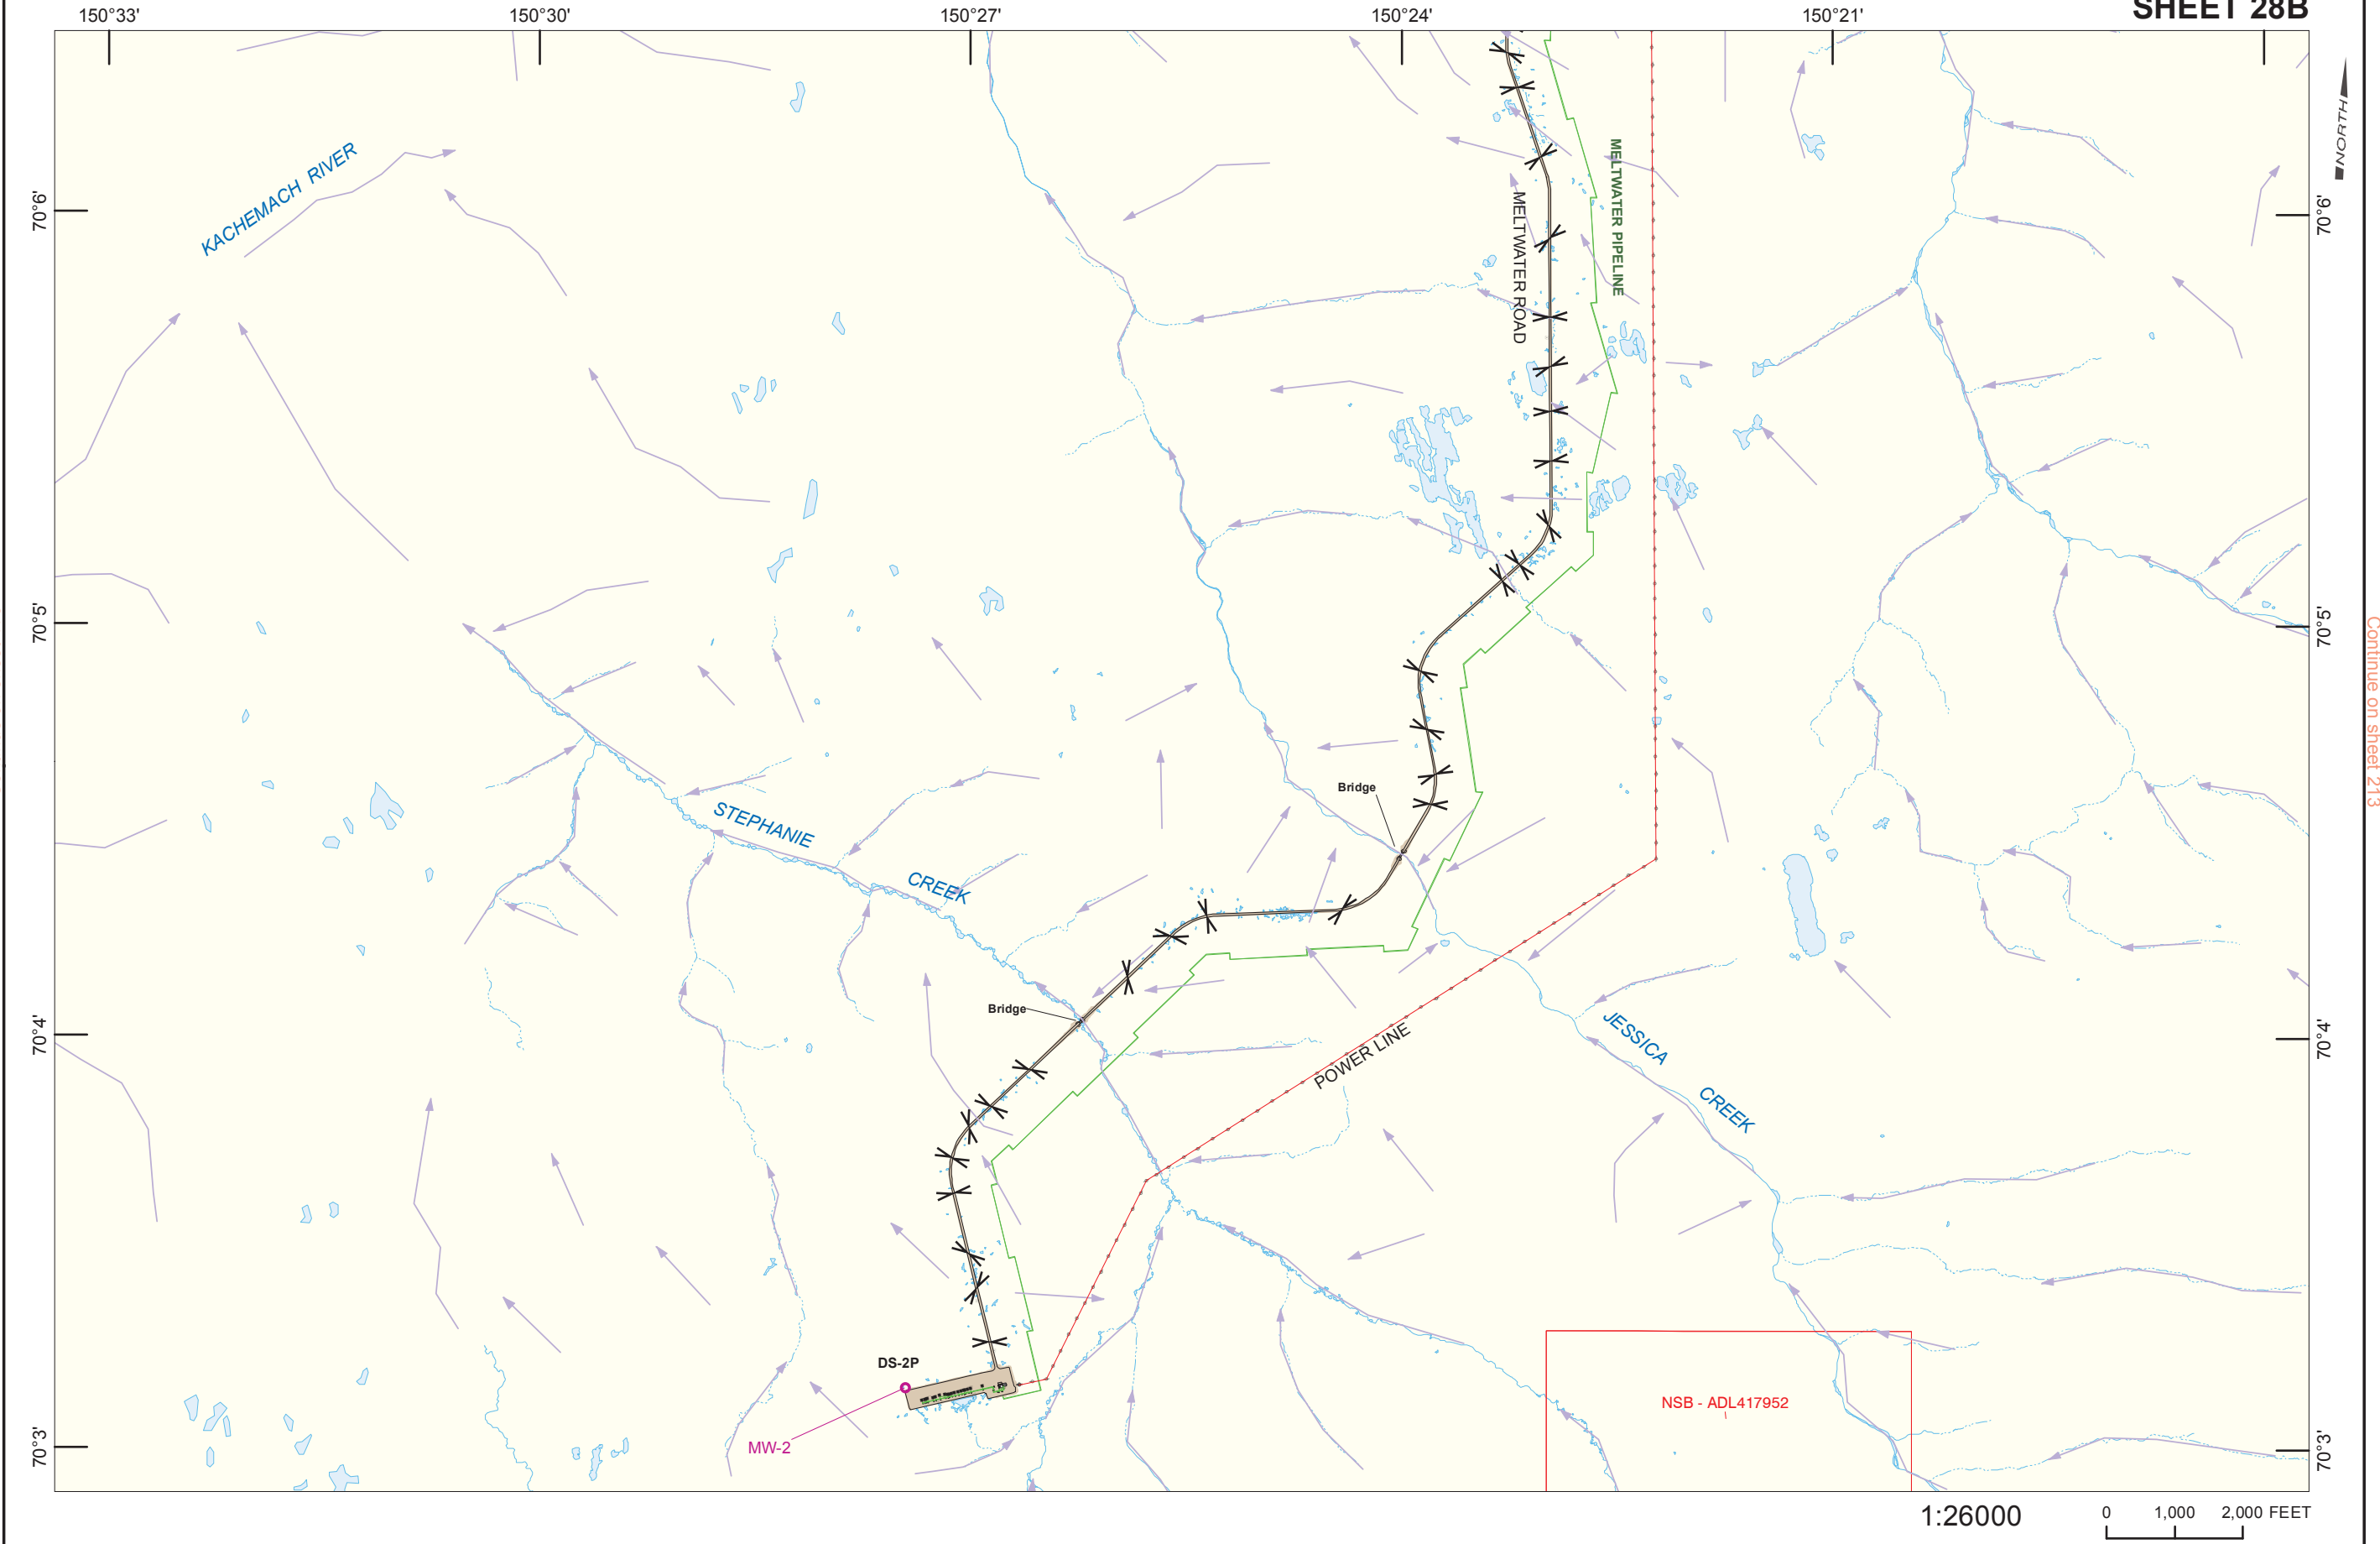 SHEET 28B
150°33'
150°30'
150°27'
150°24'
150°21'
NORTH
KACHEMACH RIVER
MELTWATER PIPELINE
MELTWATER ROAD
70°6'
70°6'
70°5'
70°5'
Continue on sheet 213
Bridge
STEPHANIE
CREEK
Bridge
JESSICA
CREEK
POWER LINE
70°4'
70°4'
DS-2P
MW-2
NSB - ADL417952
70°3'
70°3'
1:26000
0 1,000 2,000 FEET